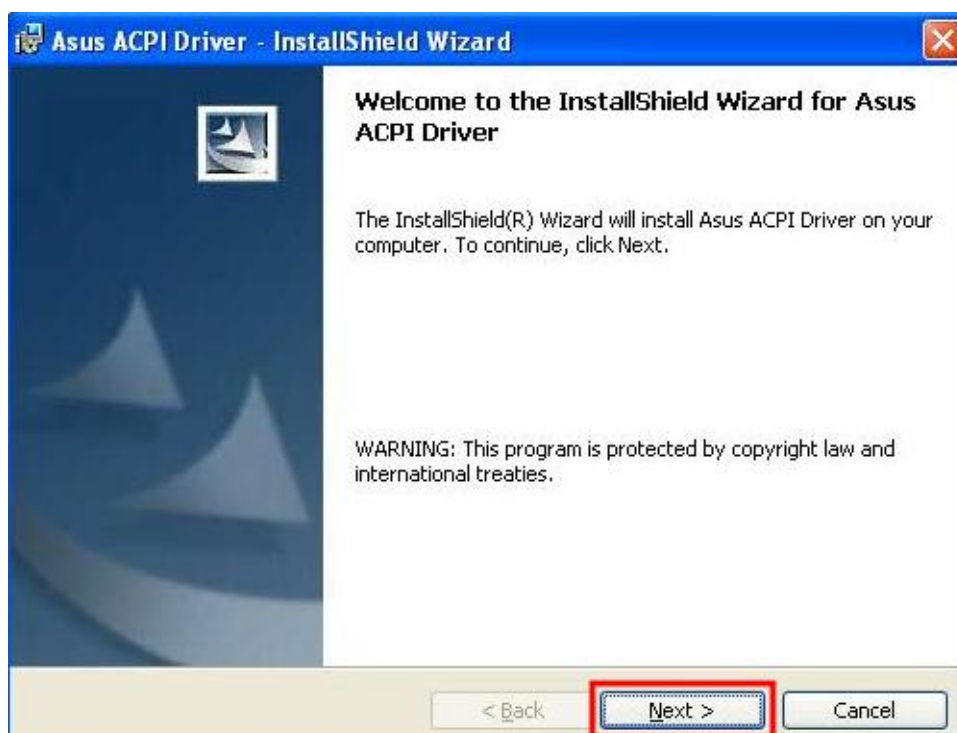 Asus ACPI Driver - InstallShield Wizard
Welcome to the InstallShield Wizard for Asus
ACPI Driver
The InstallShield(R) Wizard will install Asus ACPI Driver on your
computer. To continue, click Next.
WARNING: This program is protected by copyright law and
international treaties.
< Back
Next >
Cancel